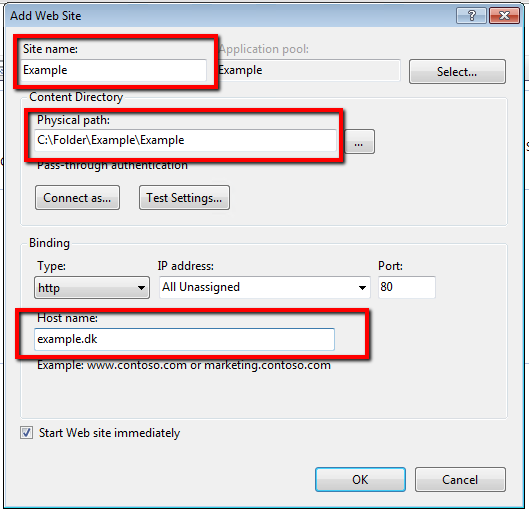 Add Web Site
?
Site name:
Application pool:
Example
Example
Select...
Content Directory
Physical path:
C:\Folder\Example\Example
...
Pass-through authentication
Connect as...
Test Settings...
Binding
Type:
IP address:
Port:
http
All Unassigned
80
Host name:
example.dk
Example: www.contoso.com or marketing.contoso.com
Start Web site immediately
OK
Cancel